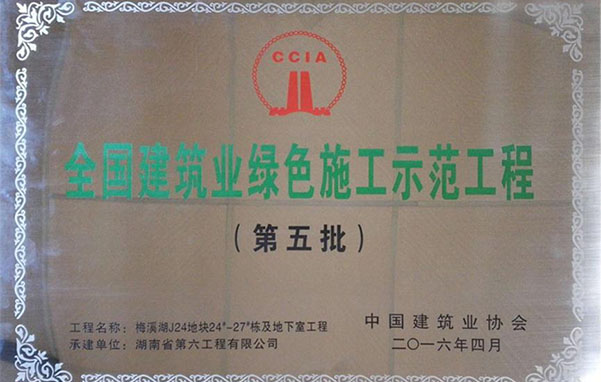 CCIA
全国建筑业绿色施工示范工程
（第五批）
工程名称：梅溪湖J24地块24#-27#栋及地下室工程
承建单位：湖南省第六工程有限公司
中国建筑业协会
二〇一六年四月